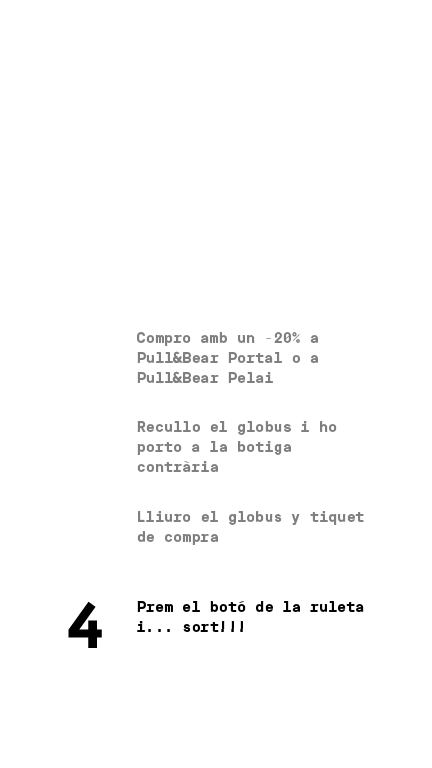 Compro amb un -20% a
Pull&Bear Portal o a
Pull&Bear Pelai
Recullo el globus i ho
porto a la botiga
contrària
Lliuro el globus y tiquet
de compra
4
Prem el botó de la ruleta
i... sort!!!